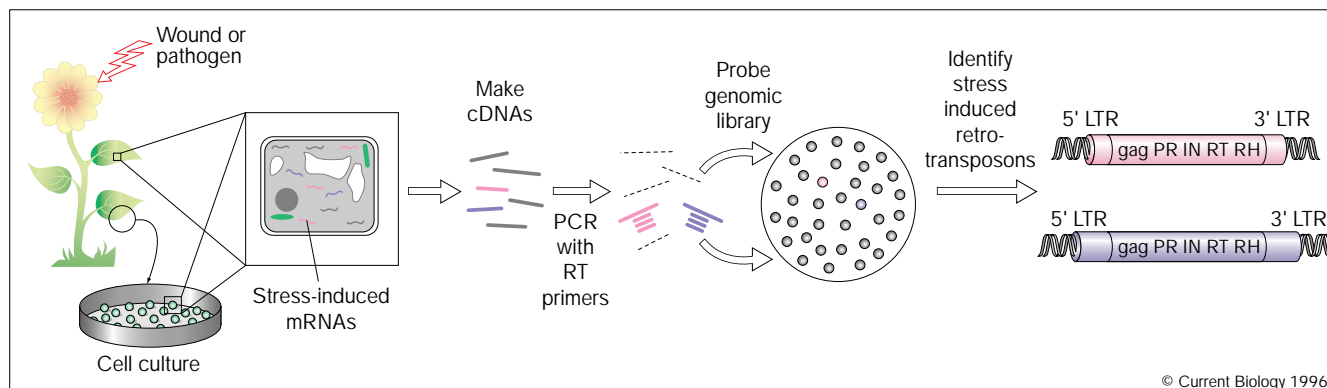 Wound or
pathogen
Cell culture
Stress-induced
mRNAs
Make
cDNAs
PCR
with
RT
primers
Probe
genomic
library
Identify
stress
induced
retro-
transposons
5' LTR 3' LTR
gag PR IN RT RH
5' LTR 3' LTR
gag PR IN RT RH
© Current Biology 1996